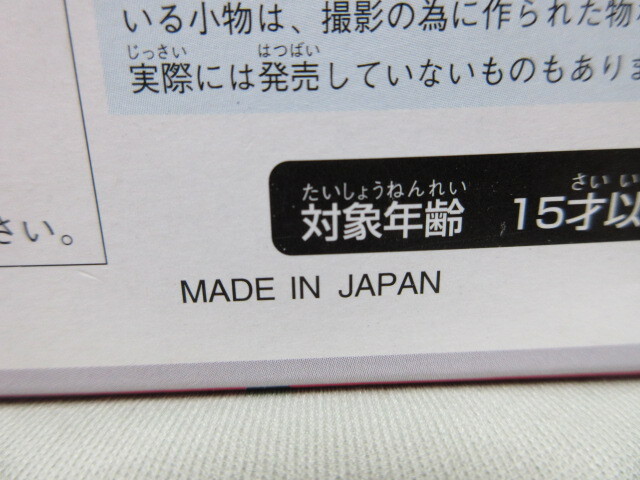 いる小物は、撮影の為に作られた物
じっさい はつばい
実際には発売していないものもありま
さい。
たいしょうねんれい さいい
対象年齢 15才以
MADE IN JAPAN